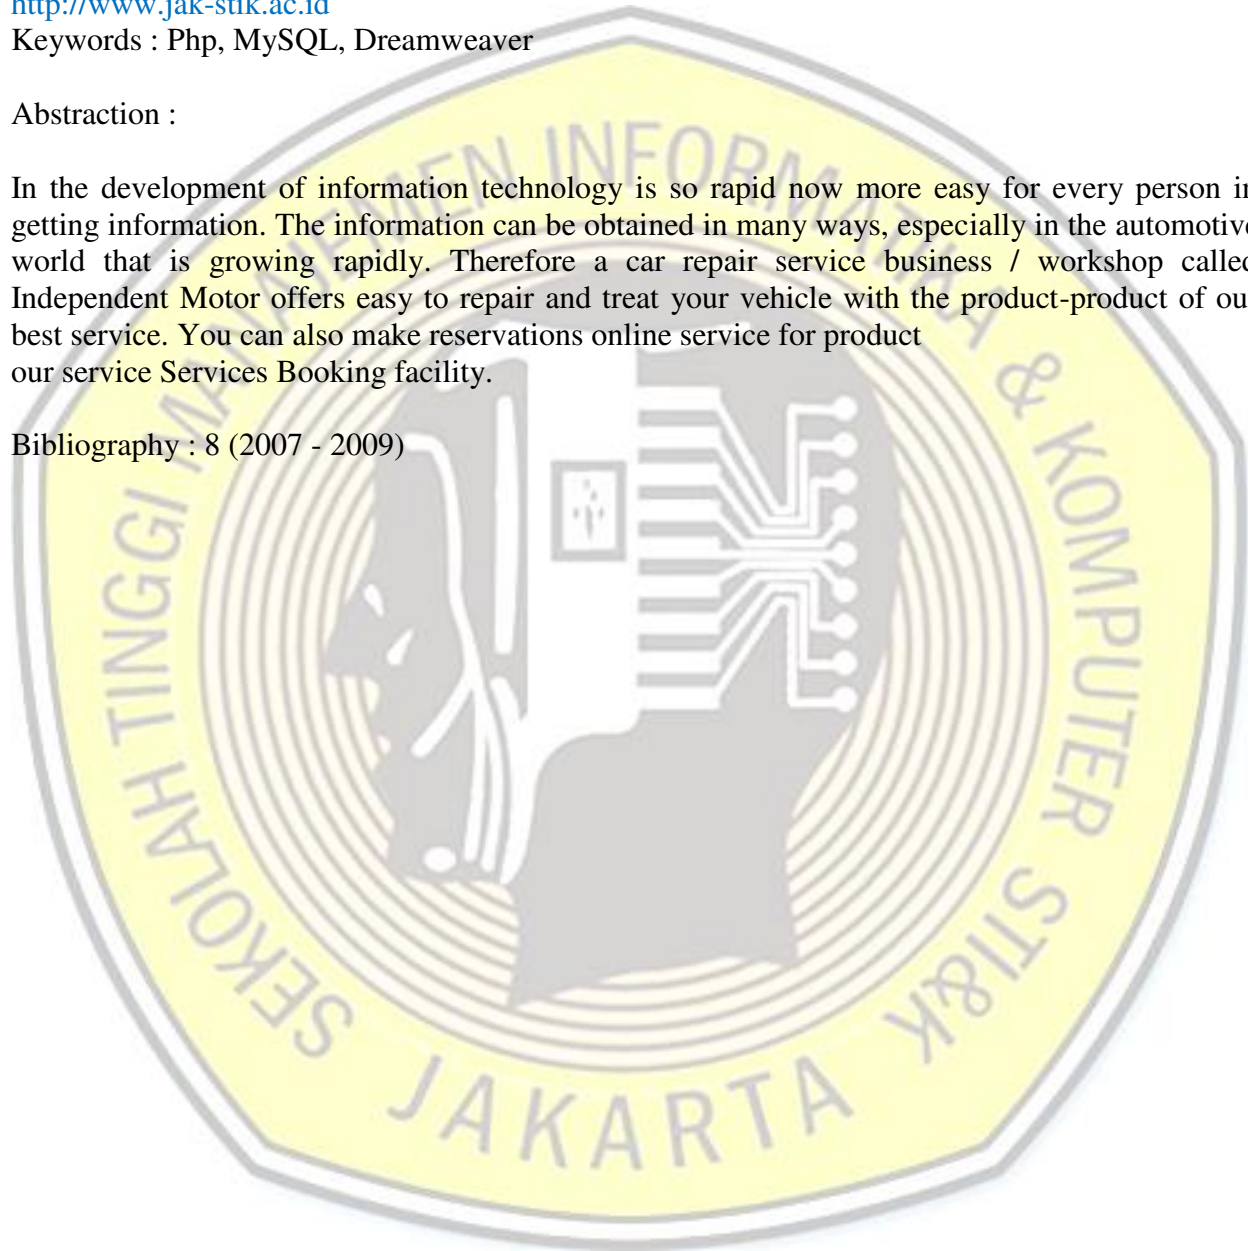 http://www.jak-stik.ac.id
Keywords : Php, MySQL, Dreamweaver
Abstraction :
In the development of information technology is so rapid now more easy for every person in
getting information. The information can be obtained in many ways, especially in the automotive
world that is growing rapidly. Therefore a car repair service business / workshop called
Independent Motor offers easy to repair and treat your vehicle with the product-product of ou
best service. You can also make reservations online service for product
our service Services Booking facility.
Bibliography : 8 (2007 - 2009)
SEKOLAH TINGGI MANAJEMEN INFORMATIKA & KOMPUTER STI&K
JAKARTA